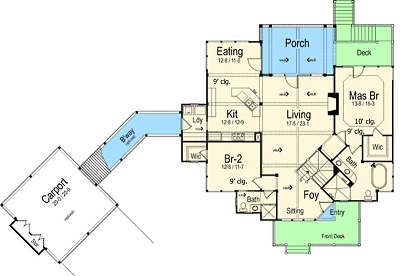 Eating
12-8 / 11-0
Porch
Deck
9' clg.
Mas Br
13-8 / 15-3
Living
17-5 / 23-1
Kit
12-8 / 12-9
Ldy
10' clg.
9' clg.
B'way
Wic
Wic
Br-2
12-8 / 11-7
Bath
9' clg.
Foy
Bath
Sitting
Entry
Front Deck
Carport
20-0 / 20-0
Stor